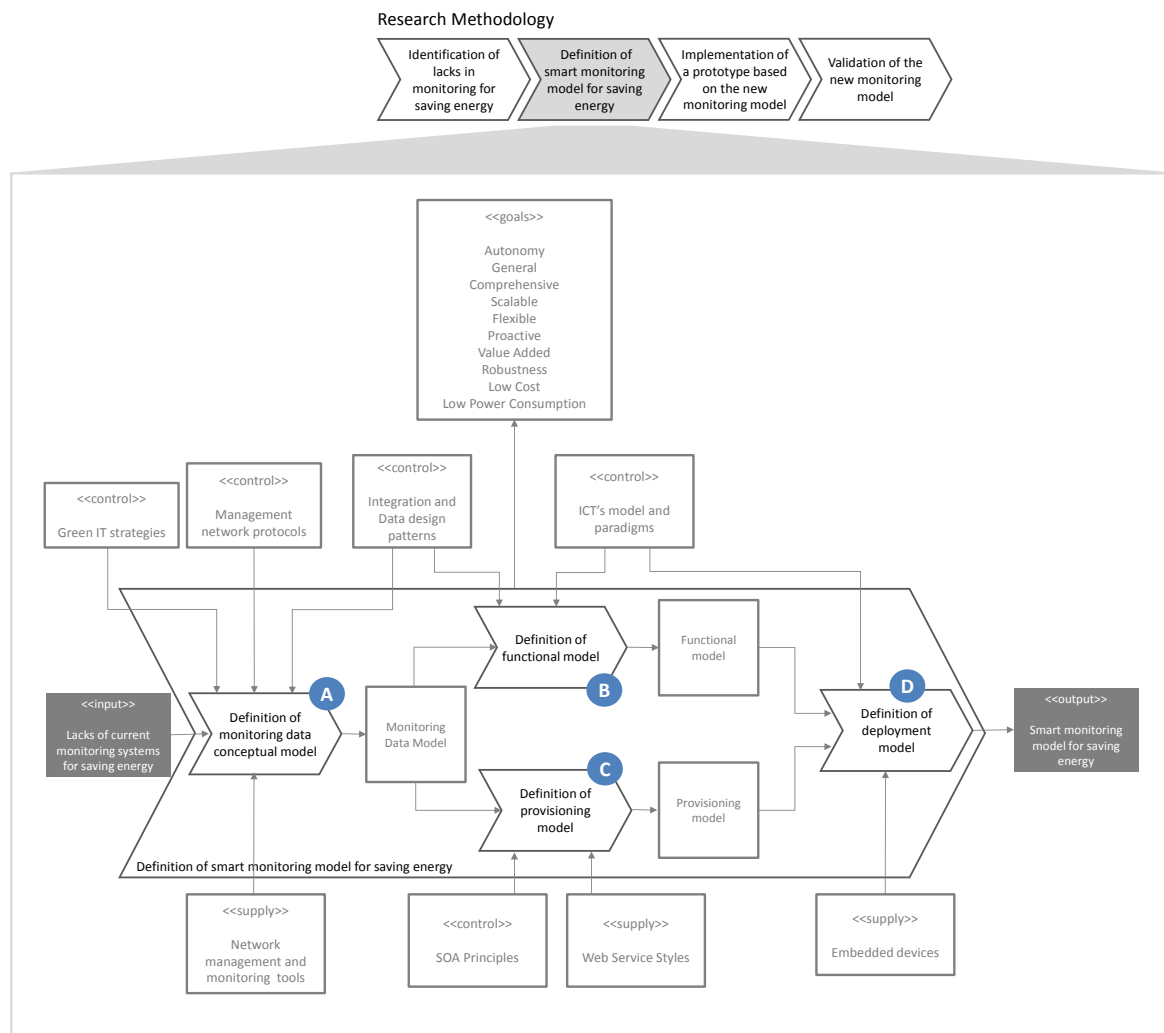 Research Methodology
Identification of
lacks in
monitoring for
saving energy
Definition of
smart monitoring
model for saving
energy
Implementation of
a prototype based
on the new
monitoring model
Validation of the
new monitoring
model
<<goals>>
Autonomy
General
Comprehensive
Scalable
Flexible
Proactive
Value Added
Robustness
Low Cost
Low Power Consumption
<<control>>
Green IT strategies
<<control>>
Management
network protocols
<<control>>
Integration and
Data design
patterns
<<control>>
ICT's model and
paradigms
<<input>>
Lacks of current
monitoring systems
for saving energy
A
Definition of
monitoring data
conceptual model
Monitoring
Data Model
Definition of
functional model
B
Functional
model
C
Definition of
provisioning
model
Provisioning
model
D
Definition of
deployment
model
<<output>>
Smart monitoring
model for saving
energy
Definition of smart monitoring model for saving energy
<<supply>>
Network
management and
monitoring tools
<<control>>
SOA Principles
<<supply>>
Web Service Styles
<<supply>>
Embedded devices